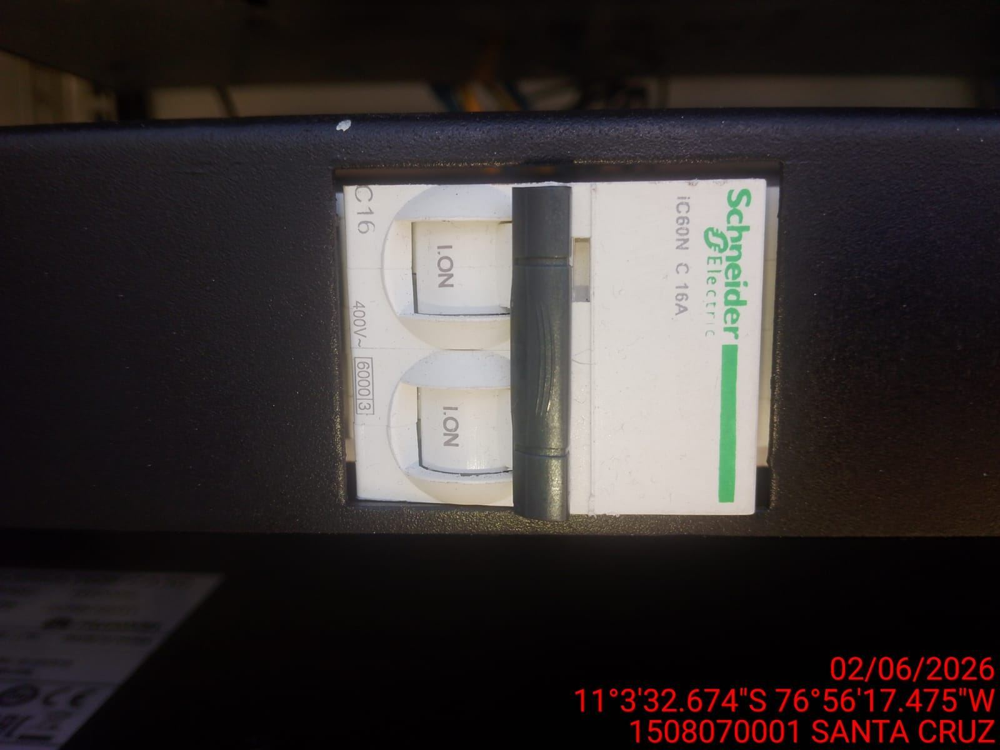 Schneider
Electric
iC60N C 16A
I.ON
I.ON
C16
400V~ 6000 3
02/06/2026
11°3'32.674"S 76°56'17.475"W
1508070001 SANTA CRUZ